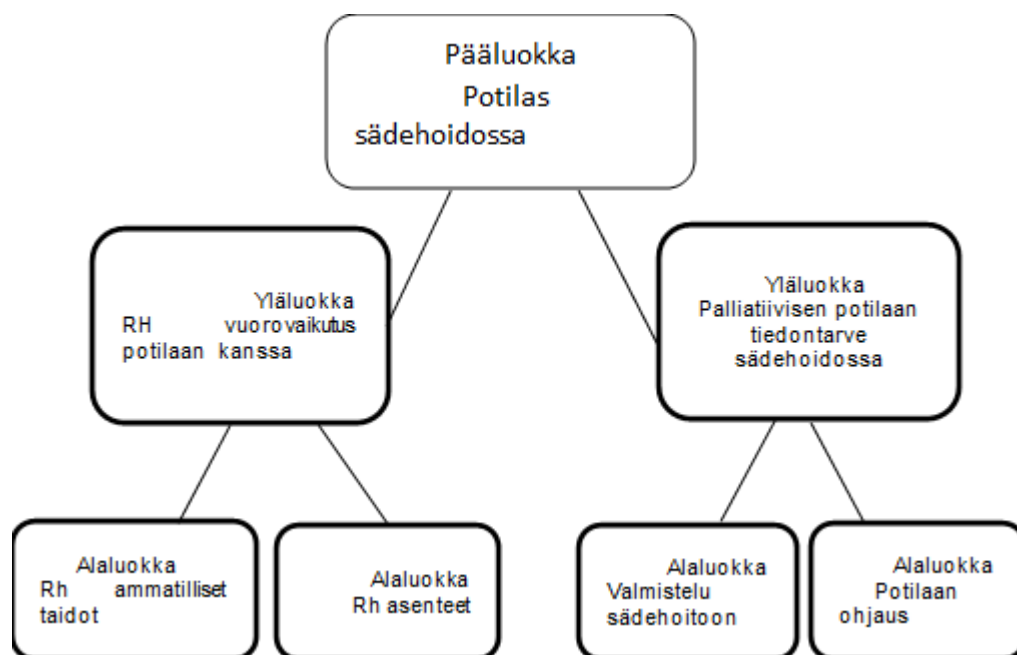 Pääluokka
Potilas
sädehoidossa
Yläluokka
RH vuorovaikutus
potilaan kanssa
Yläluokka
Palliatiivisen potilaan
tiedontarve
sädehoidossa
Alaluokka
Rh ammatilliset
taidot
Alaluokka
Rh asenteet
Alaluokka
Valmistelu
sädehoitoon
Alaluokka
Potilaan
ohjaus